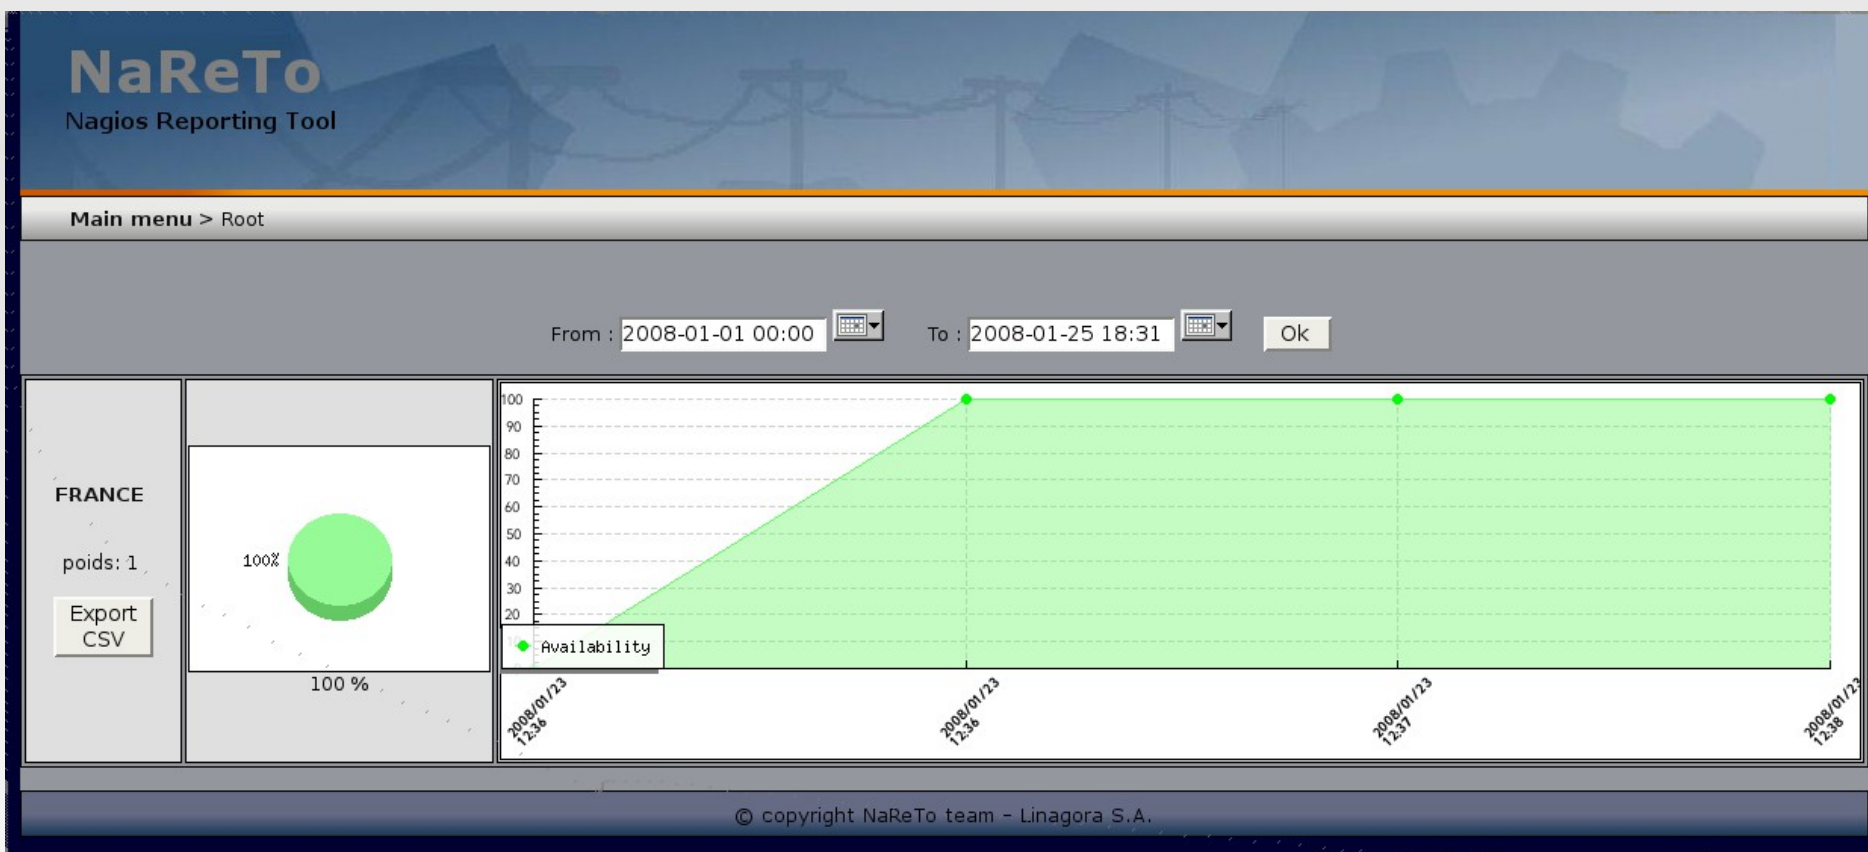 NaReTo
Nagios Reporting Tool
Main menu > Root
From : 2008-01-01 00:00 To : 2008-01-25 18:31 Ok
FRANCE
poids: 1
Export
CSV
100%
100 %
100
90
80
70
60
50
40
30
20
10
0
Availability
2008/01/23
12:36
2008/01/23
12:36
2008/01/23
12:37
2008/01/23
12:38
© copyright NaReTo team - Linagora S.A.